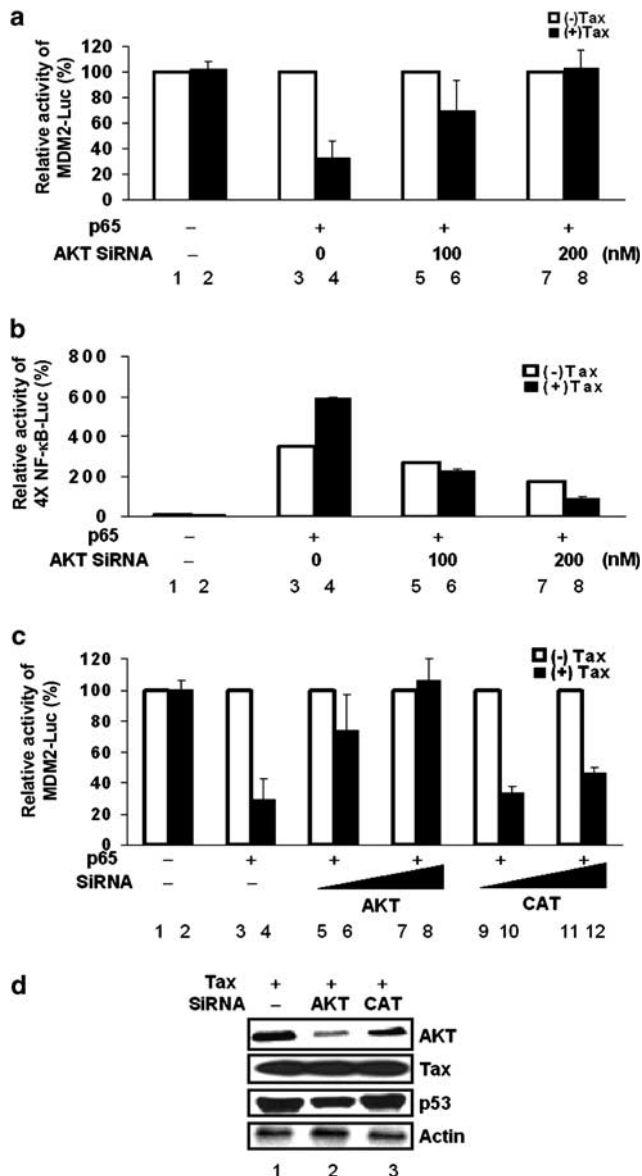 a
(-)Tax
(+)Tax
Relative activity of
MDM2-Luc (%)
120
100
80
60
40
20
0
p65 – + + +
AKT SiRNA – 0 100 200 (nM)
1 2 3 4 5 6 7 8
b
(-)Tax
(+)Tax
Relative activity of
4X NF-κB-Luc (%)
800
600
400
200
0
p65 – + + +
AKT SiRNA – 0 100 200 (nM)
1 2 3 4 5 6 7 8
c
(-) Tax
(+) Tax
Relative activity of
MDM2-Luc (%)
120
100
80
60
40
20
0
p65 – + + + + +
SiRNA – –
AKT CAT
1 2 3 4 5 6 7 8 9 10 11 12
d
Tax + + +
SiRNA – AKT CAT
AKT
Tax
p53
Actin
1 2 3